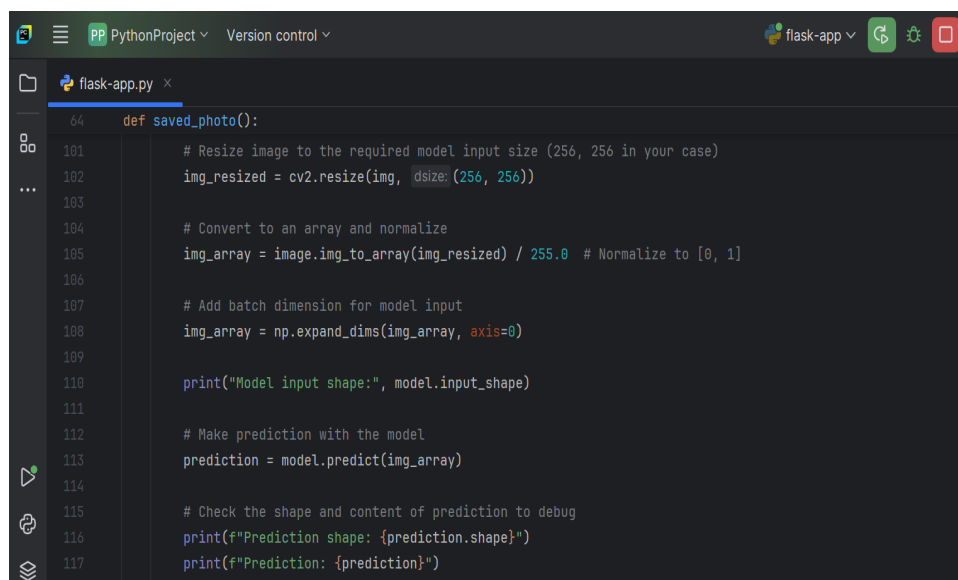 PC PP PythonProject Version control flask-app
flask-app.py ×
64 def saved_photo():
101 # Resize image to the required model input size (256, 256 in your case)
102 img_resized = cv2.resize(img, dsize: (256, 256))
103
104 # Convert to an array and normalize
105 img_array = image.img_to_array(img_resized) / 255.0 # Normalize to [0, 1]
106
107 # Add batch dimension for model input
108 img_array = np.expand_dims(img_array, axis=0)
109
110 print("Model input shape:", model.input_shape)
111
112 # Make prediction with the model
113 prediction = model.predict(img_array)
114
115 # Check the shape and content of prediction to debug
116 print(f"Prediction shape: {prediction.shape}")
117 print(f"Prediction: {prediction}")